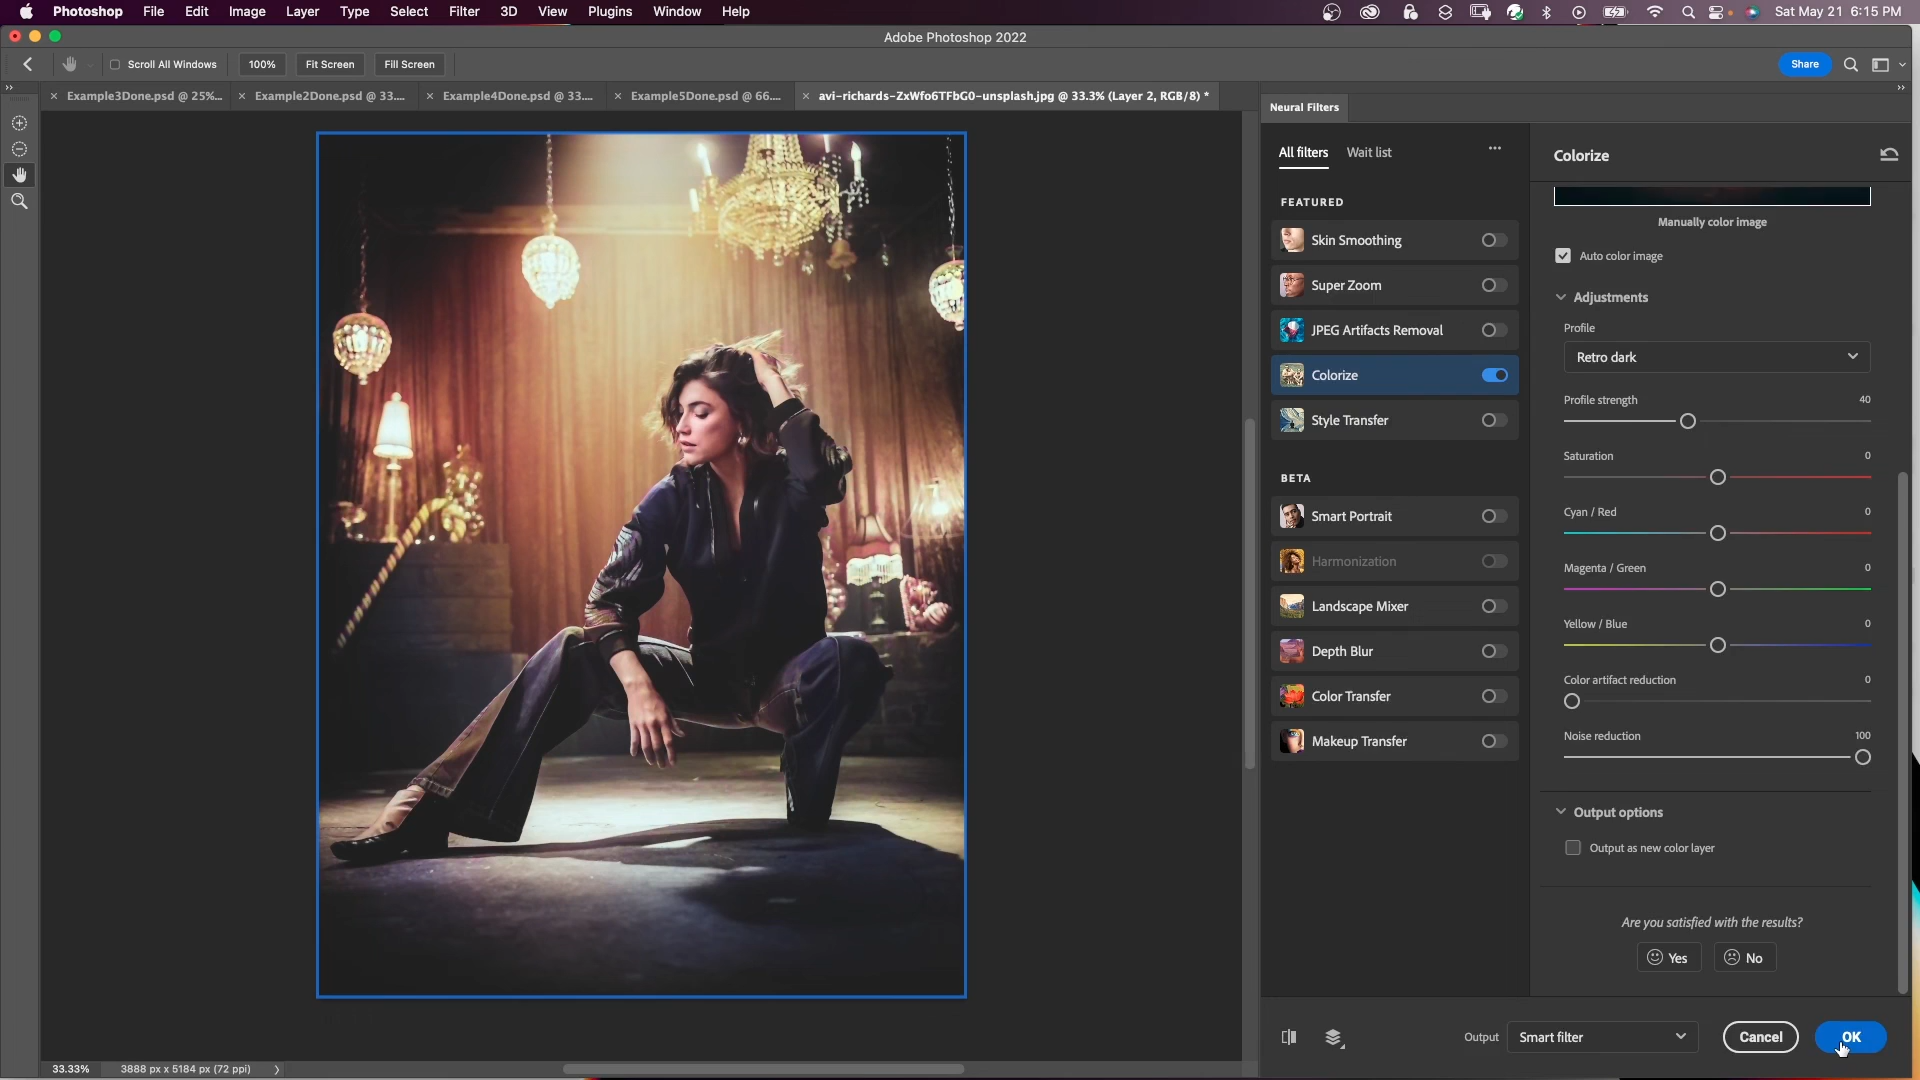 Photoshop File Edit Image Layer Type Select Filter 3D View Plugins Window Help Sat May 21 6:15 PM
Adobe Photoshop 2022
Scroll All Windows 100% Fit Screen Fill Screen Share
Example3Done.psd @ 25%... Example2Done.psd @ 33.... Example4Done.psd @ 33.... Example5Done.psd @ 66.... avi-richards-ZxWfo6TFbG0-unsplash.jpg @ 33.3% (Layer 2, RGB/8) *
Neural Filters
All filters Wait list
FEATURED
Skin Smoothing
Super Zoom
JPEG Artifacts Removal
Colorize
Style Transfer
BETA
Smart Portrait
Harmonization
Landscape Mixer
Depth Blur
Color Transfer
Makeup Transfer
Colorize
Manually color image
Auto color image
Adjustments
Profile
Retro dark
Profile strength 40
Saturation 0
Cyan / Red 0
Magenta / Green 0
Yellow / Blue 0
Color artifact reduction 0
Noise reduction 100
Output options
Output as new color layer
Are you satisfied with the results?
Yes No
Output Smart filter Cancel OK
33.33% 3888 px x 5184 px (72 ppi)